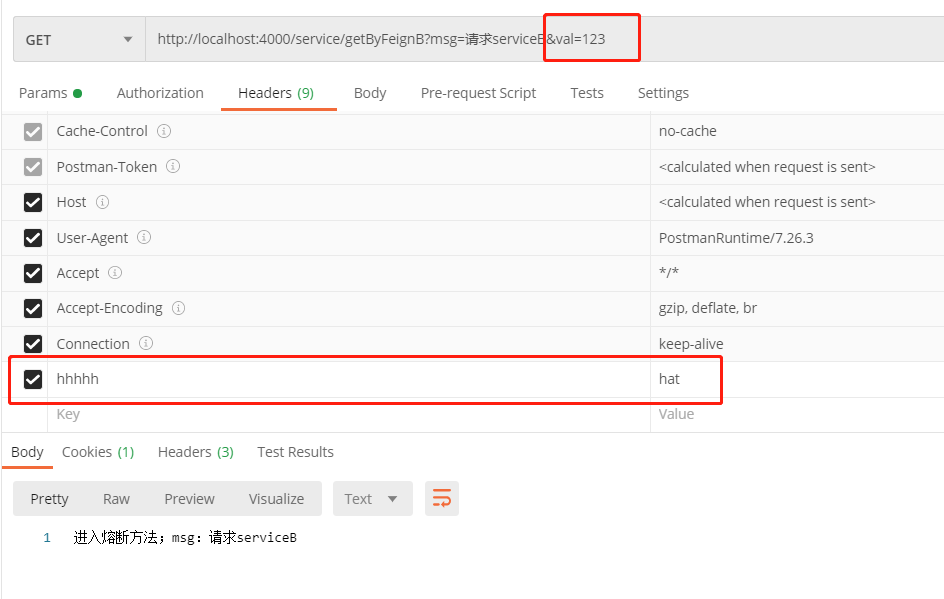 GET http://localhost:4000/service/getByFeignB?msg=请求serviceB&val=123
Params Authorization Headers (9) Body Pre-request Script Tests Settings
Cache-Control no-cache
Postman-Token <calculated when request is sent>
Host <calculated when request is sent>
User-Agent PostmanRuntime/7.26.3
Accept */*
Accept-Encoding gzip, deflate, br
Connection keep-alive
hhhhh hat
Key Value
Body Cookies (1) Headers (3) Test Results
Pretty Raw Preview Visualize Text
1 进入熔断方法；msg：请求serviceB